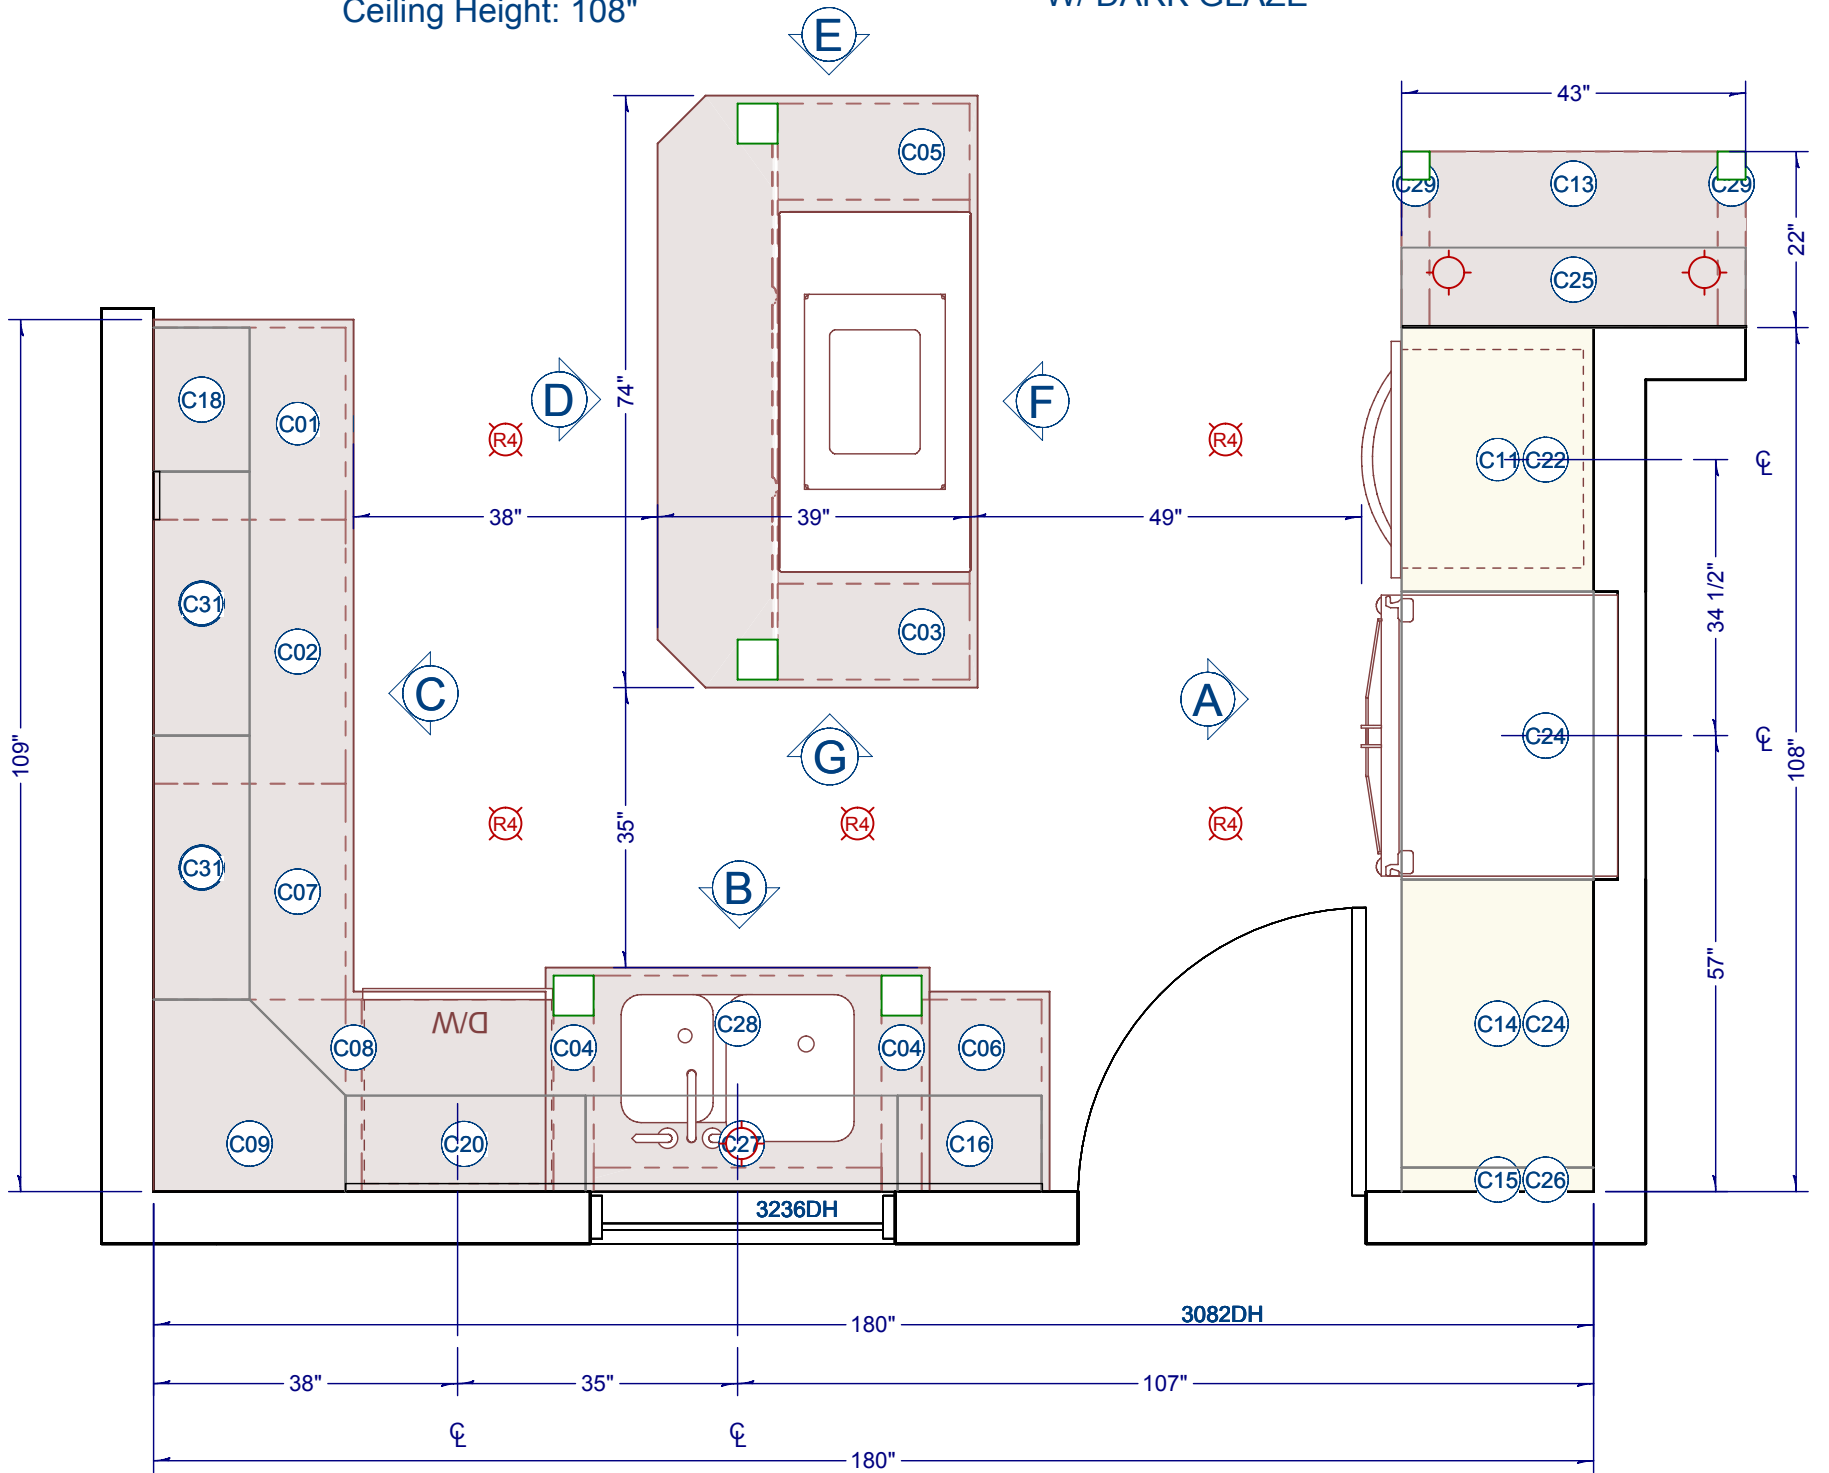 Ceiling Height: 108"
W/ DARK GLAZE
E
43"
C05
C29
C13
C29
22"
C25
C18
C01
D
74"
F
R4
R4
C11
C22
℄
38"
39"
49"
C31
C02
C03
34 1/2"
C
A
109"
G
C24
℄
108"
35"
R4
R4
R4
C31
C07
B
57"
D/W
C28
C14
C24
C08
C04
C04
C06
C09
C20
C27
C16
C15
C26
3236DH
3082DH
180"
38"
35"
107"
℄
℄
180"